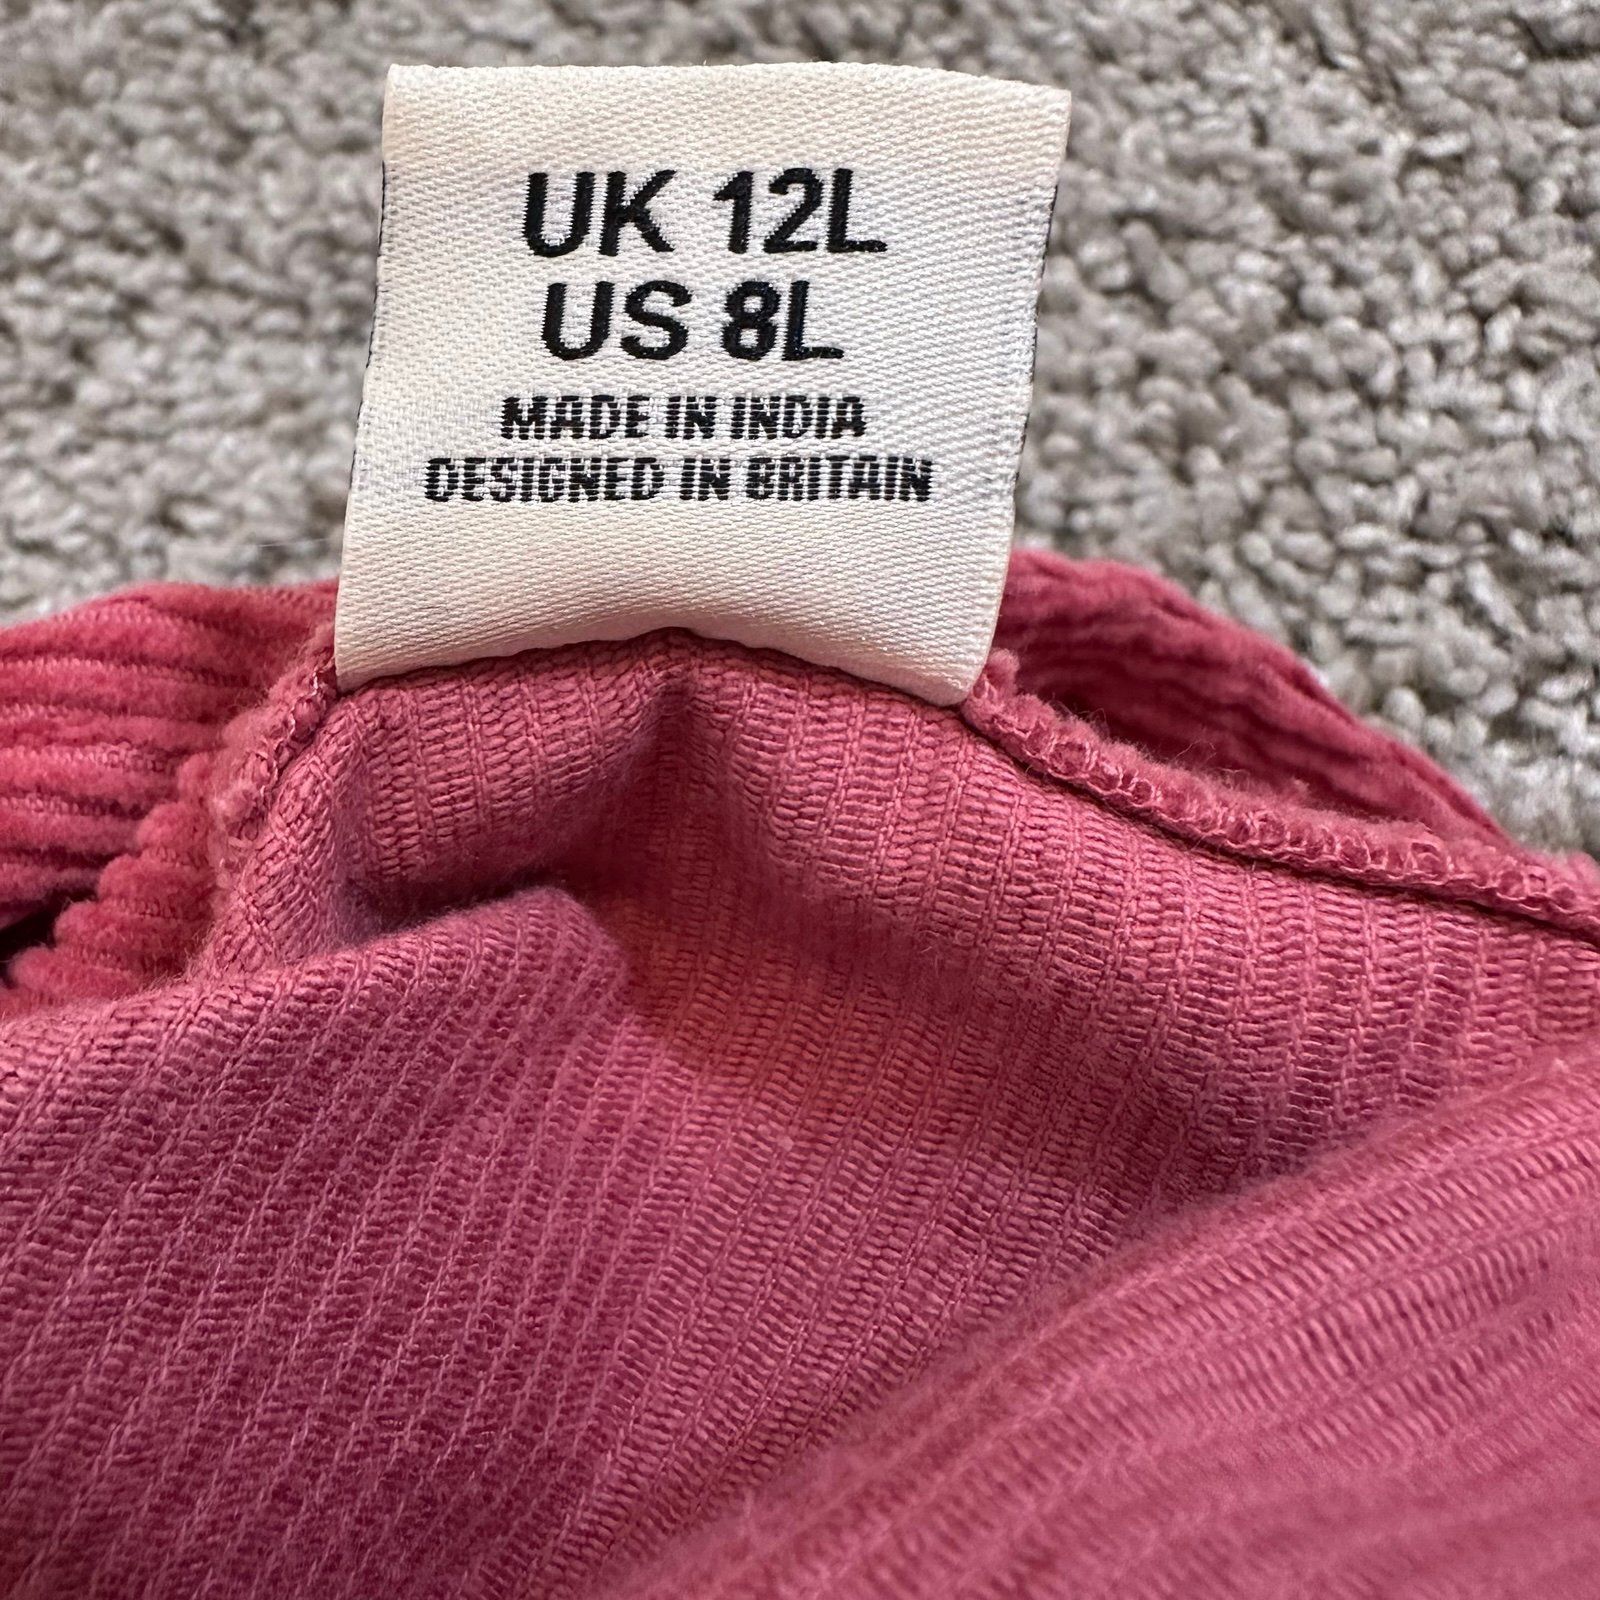 UK 12L
US 8L
MADE IN INDIA
DESIGNED IN BRITAIN